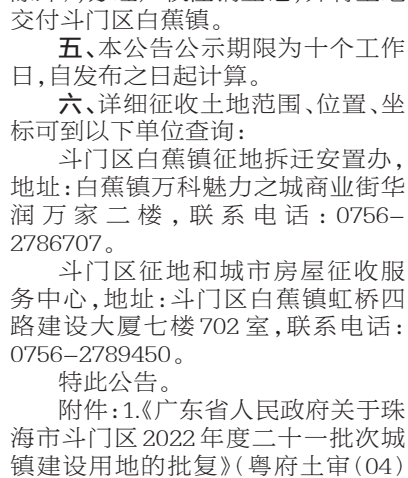 交付斗门区白蕉镇。
五、本公告公示期限为十个工作
日,自发布之日起计算。
六、详细征收土地范围、位置、坐
标可到以下单位查询:
斗门区白蕉镇征地拆迁安置办,
地址:白蕉镇万科魅力之城商业街华
润万家二楼,联系电话:0756–
2786707。
斗门区征地和城市房屋征收服
务中心,地址:斗门区白蕉镇虹桥四
路建设大厦七楼702室,联系电话:
0756–2789450。
特此公告。
附件:1.《广东省人民政府关于珠
海市斗门区2022年度二十一批次城
镇建设用地的批复》(粤府土审(04)